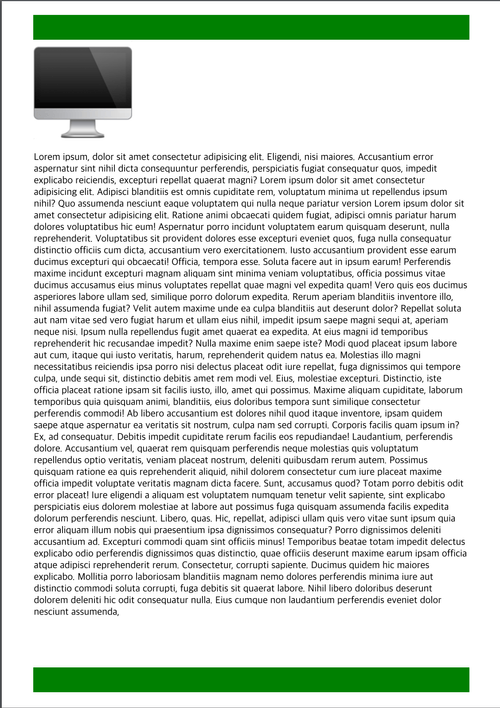 Lorem ipsum, dolor sit amet consectetur adipisicing elit. Eligendi, nisi maiores. Accusantium error
aspernatur sint nihil dicta consequuntur perferendis, perspiciatis fugiat consequatur quos, impedit
explicabo reiciendis, excepturi repellat quaerat magni? Lorem ipsum dolor sit amet consectetur
adipisicing elit. Adipisci blanditiis est omnis cupiditate rem, voluptatum minima ut repellendus ipsum
nihil? Quo assumenda nesciunt eaque voluptatem qui nulla neque pariatur version Lorem ipsum dolor sit
amet consectetur adipisicing elit. Ratione animi obcaecati quidem fugiat, adipisci omnis pariatur harum
dolores voluptatibus hic eum! Aspernatur porro incidunt voluptatem earum quisquam deserunt, nulla
reprehenderit. Voluptatibus sit provident dolores esse excepturi eveniet quos, fuga nulla consequatur
distinctio officiis cum dicta, accusantium vero exercitationem. Iusto accusantium provident esse earum
ducimus excepturi qui obcaecati! Officia, tempora esse. Soluta facere aut in ipsum earum! Perferendis
maxime incidunt excepturi magnam aliquam sint minima veniam voluptatibus, officia possimus vitae
ducimus accusamus eius minus voluptates repellat quae magni vel expedita quam! Vero quis eos ducimus
asperiores labore ullam sed, similique porro dolorum expedita. Rerum aperiam blanditiis inventore illo,
nihil assumenda fugiat? Velit autem maxime unde ea culpa blanditiis aut deserunt dolor? Repellat soluta
aut nam vitae sed vero fugiat harum et ullam eius nihil, impedit ipsum saepe magni sequi at, aperiam
neque nisi. Ipsum nulla repellendus fugit amet quaerat ea expedita. At eius magni id temporibus
reprehenderit hic recusandae impedit? Nulla maxime enim saepe iste? Modi quod placeat ipsum labore
aut cum, itaque qui iusto veritatis, harum, reprehenderit quidem natus ea. Molestias illo magni
necessitatibus reiciendis ipsa porro nisi delectus placeat odit iure repellat, fuga dignissimos qui tempore
culpa, unde sequi sit, distinctio debitis amet rem modi vel. Eius, molestiae excepturi. Distinctio, iste
officia placeat ratione ipsam sit facilis iusto, illo, amet qui possimus. Maxime aliquam cupiditate, laborum
temporibus quia quisquam animi, blanditiis, eius doloribus tempora sunt similique consectetur
perferendis commodi! Ab libero accusantium est dolores nihil quod itaque inventore, ipsam quidem
saepe atque aspernatur ea veritatis sit nostrum, culpa nam sed corrupti. Corporis facilis quam ipsum in?
Ex, ad consequatur. Debitis impedit cupiditate rerum facilis eos repudiandae! Laudantium, perferendis
dolore. Accusantium vel, quaerat rem quisquam perferendis neque molestias quis voluptatum
repellendus optio veritatis, veniam placeat nostrum, deleniti quibusdam rerum autem. Possimus
quisquam ratione ea quis reprehenderit aliquid, nihil dolorem consectetur cum iure placeat maxime
officia impedit voluptate veritatis magnam dicta facere. Sunt, accusamus quod? Totam porro debitis odit
error placeat! Iure eligendi a aliquam est voluptatem numquam tenetur velit sapiente, sint explicabo
perspiciatis eius dolorem molestiae at labore aut possimus fuga quisquam assumenda facilis expedita
dolorum perferendis nesciunt. Libero, quas. Hic, repellat, adipisci ullam quis vero vitae sunt ipsum quia
error aliquam illum nobis qui praesentium ipsa dignissimos consequatur? Porro dignissimos deleniti
accusantium ad. Excepturi commodi quam sint officiis minus! Temporibus beatae totam impedit delectus
explicabo odio perferendis dignissimos quas distinctio, quae officiis deserunt maxime earum ipsam officia
atque adipisci reprehenderit rerum. Consectetur, corrupti sapiente. Ducimus quidem hic maiores
explicabo. Mollitia porro laboriosam blanditiis magnam nemo dolores perferendis minima iure aut
distinctio commodi soluta corrupti, fuga debitis sit quaerat labore. Nihil libero doloribus deserunt
dolorem deleniti hic odit consequatur nulla. Eius cumque non laudantium perferendis eveniet dolor
nesciunt assumenda,